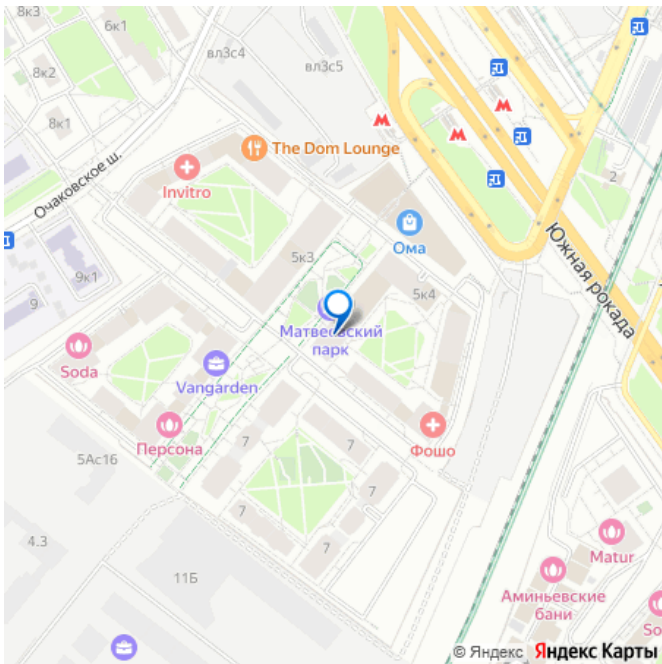 8к3
6к1
вл3с4
8к2
вл3с5
8к1
The Dom Lounge
2
Очаковское ш.
Invitro
Южная рокада
Ома
5к3
9к1
5к4
9
Матвеевский
парк
Soda
Vangarden
Персона
7
7
Фошо
5Ас16
7
4.3
7
Matur
11Б
Аминьевские
бани
So
© Яндекс Яндекс Карты